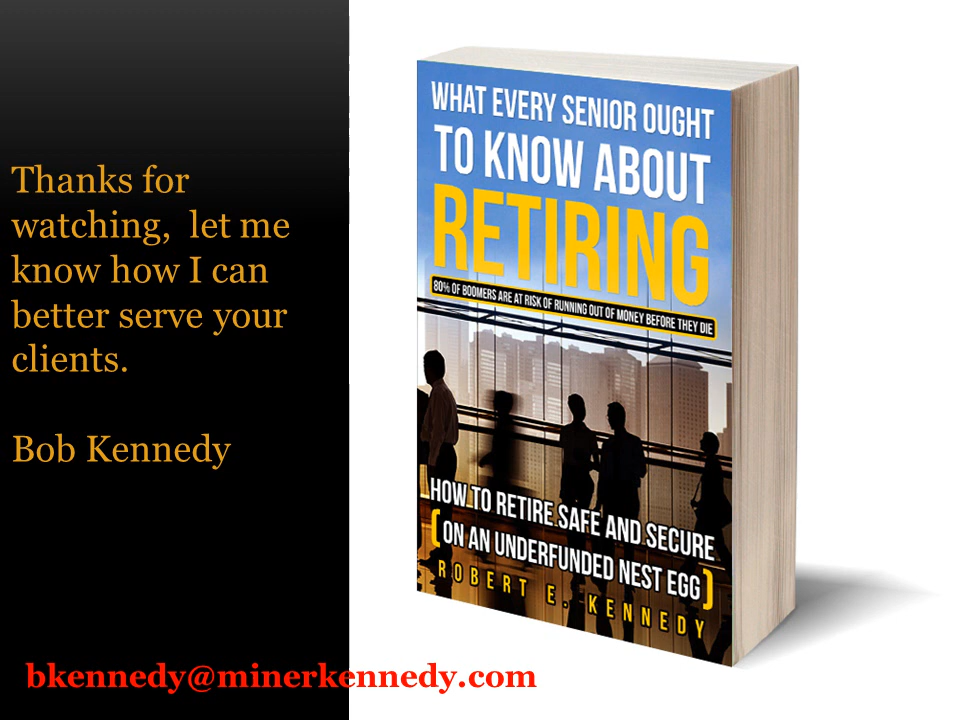 Thanks for
watching, let me
know how I can
better serve your
clients.
Bob Kennedy
WHAT EVERY SENIOR OUGHT
TO KNOW ABOUT
RETIRING
80% OF BOOMERS ARE AT RISK OF RUNNING OUT OF MONEY BEFORE THEY DIE
HOW TO RETIRE SAFE AND SECURE
(ON AN UNDERFUNDED NEST EGG)
ROBERT E. KENNEDY
bkennedy@minerkennedy.com